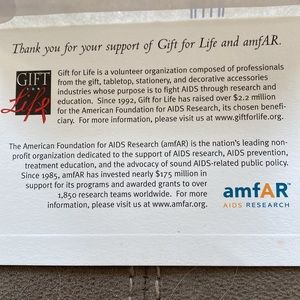 Thank you for your support of Gift for Life and amfAR.
GIFT
FOR
Life
Gift for Life is a volunteer organization composed of professionals
from the gift, tabletop, stationery, and decorative accessories
industries whose purpose is to fight AIDS through research and
education. Since 1992, Gift for Life has raised over $2.2 million
for the American Foundation for AIDS Research, its chosen benefi-
ciary. For more information, please visit us at www.giftforlife.org.
The American Foundation for AIDS Research (amfAR) is the nation's leading non-
profit organization dedicated to the support of AIDS research, AIDS prevention,
treatment education, and the advocacy of sound AIDS-related public policy.
Since 1985, amfAR has invested nearly $175 million in
support for its programs and awarded grants to over
1,850 research teams worldwide. For more
information, please visit us at www.amfar.org.
amfAR
AIDS RESEARCH